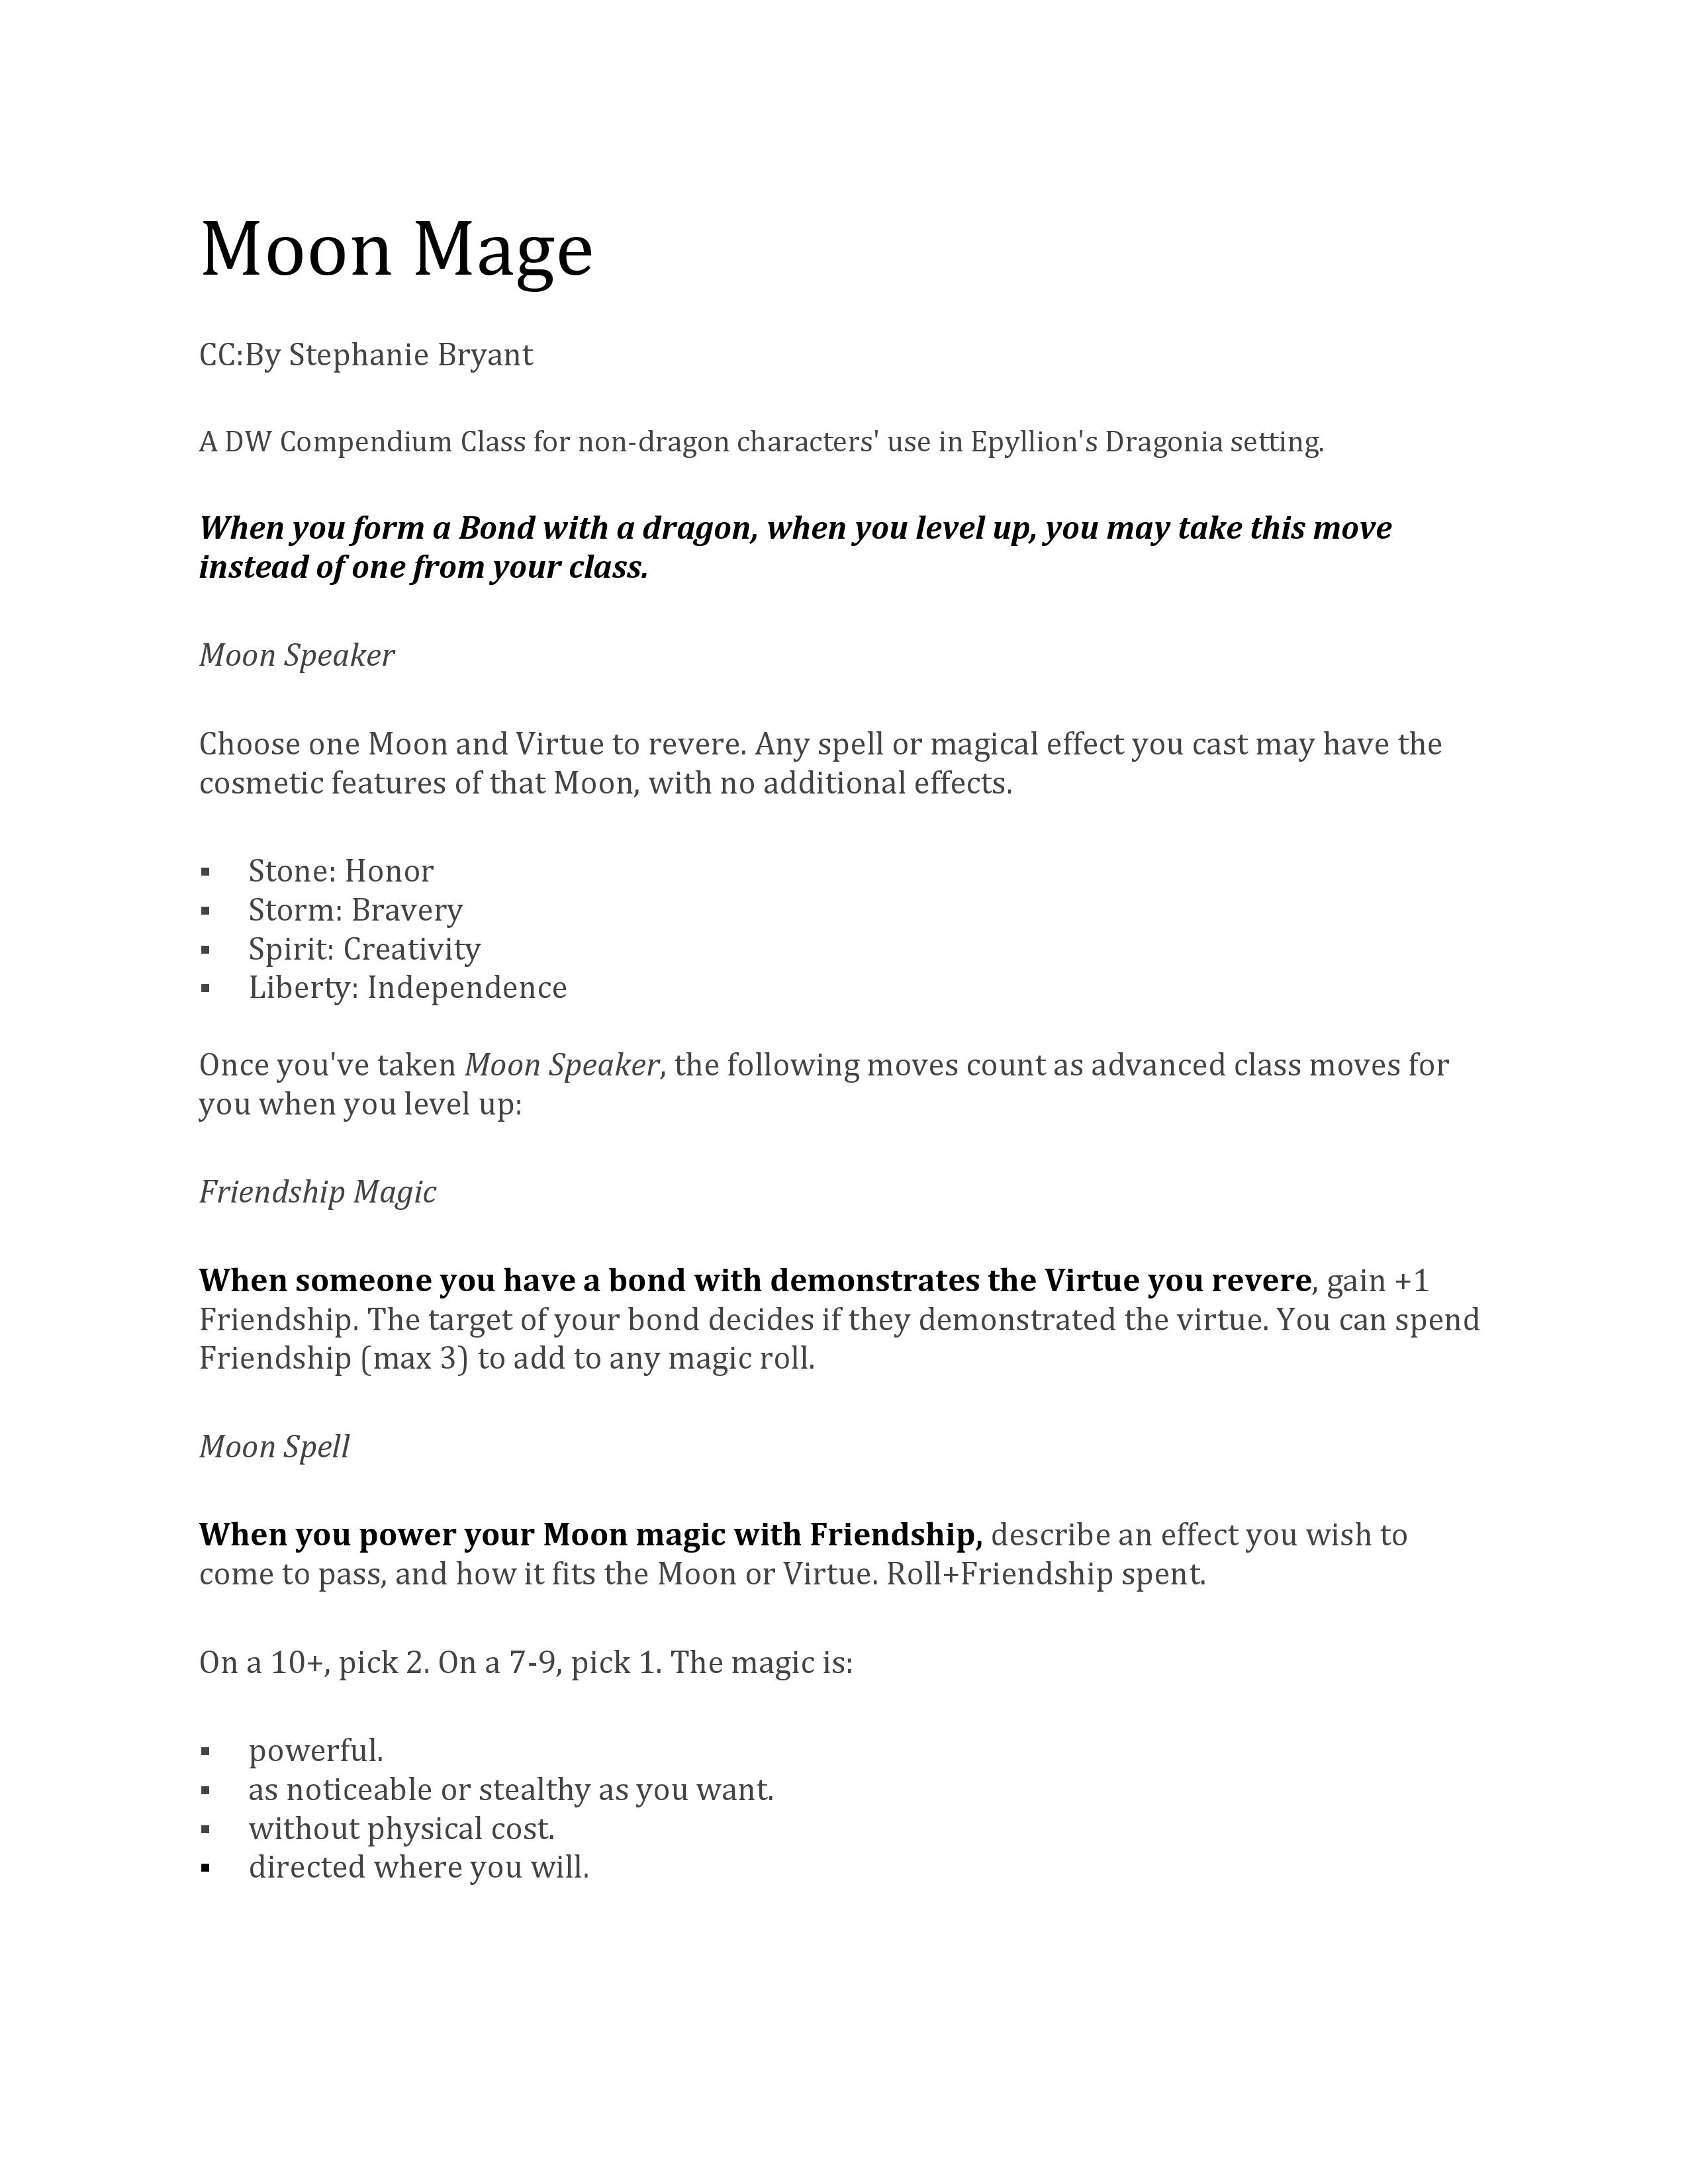 Moon Mage
CC:By Stephanie Bryant
A DW Compendium Class for non-dragon characters' use in Epyllion's Dragonia setting.
When you form a Bond with a dragon, when you level up, you may take this move
instead of one from your class.
Moon Speaker
Choose one Moon and Virtue to revere. Any spell or magical effect you cast may have the
cosmetic features of that Moon, with no additional effects.
▪ Stone: Honor
▪ Storm: Bravery
▪ Spirit: Creativity
▪ Liberty: Independence
Once you've taken Moon Speaker, the following moves count as advanced class moves for
you when you level up:
Friendship Magic
When someone you have a bond with demonstrates the Virtue you revere, gain +1
Friendship. The target of your bond decides if they demonstrated the virtue. You can spend
Friendship (max 3) to add to any magic roll.
Moon Spell
When you power your Moon magic with Friendship, describe an effect you wish to
come to pass, and how it fits the Moon or Virtue. Roll+Friendship spent.
On a 10+, pick 2. On a 7-9, pick 1. The magic is:
▪ powerful.
▪ as noticeable or stealthy as you want.
▪ without physical cost.
▪ directed where you will.